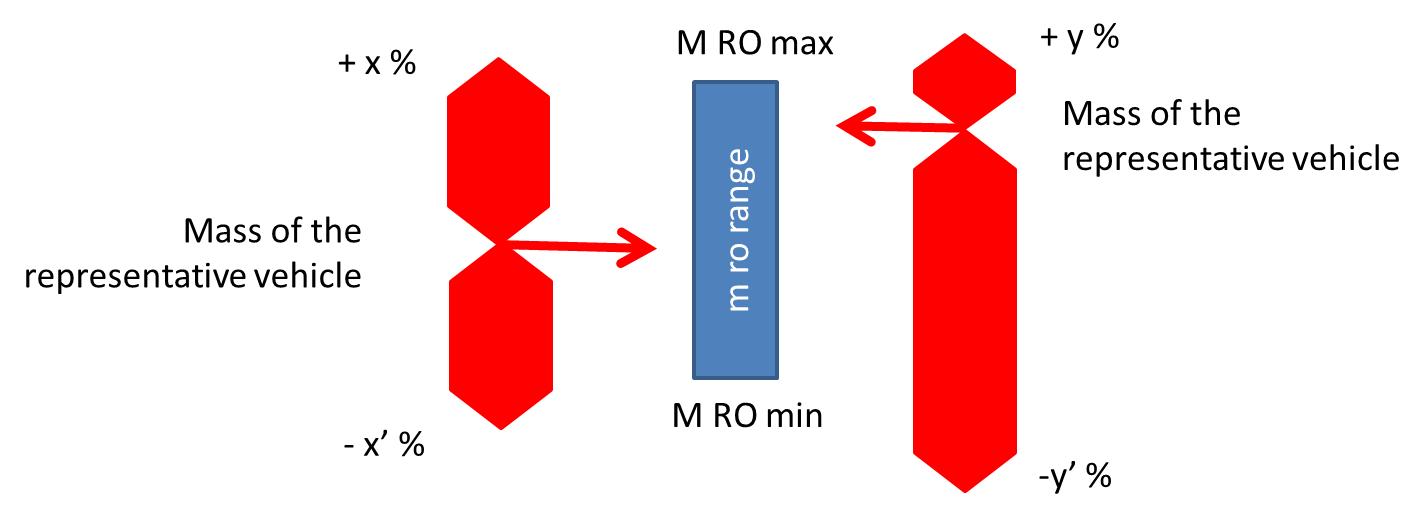 + x %
Mass of the
representative vehicle
- x’ %
M RO max
m ro range
M RO min
+ y %
Mass of the
representative vehicle
-y’ %